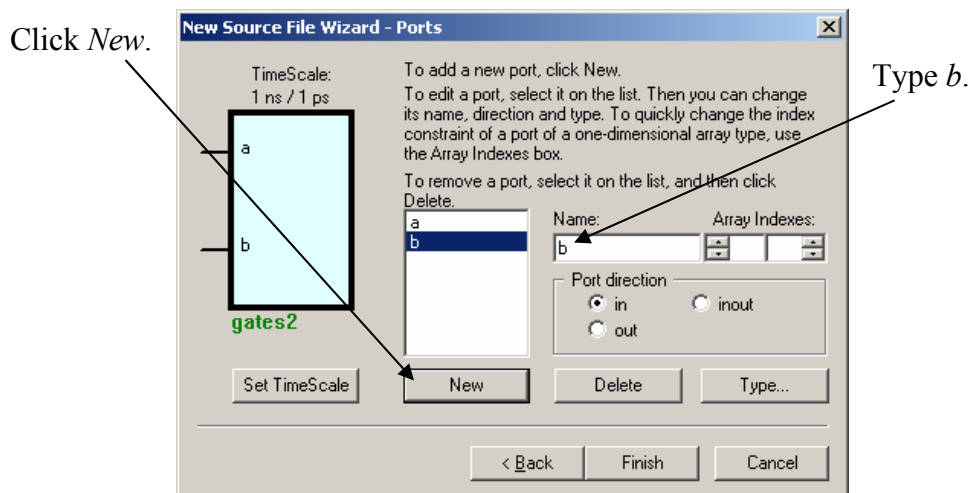 New Source File Wizard - Ports
Click New.
Type b.
TimeScale:
1 ns / 1 ps
a
b
gates2
To add a new port, click New.
To edit a port, select it on the list. Then you can change
its name, direction and type. To quickly change the index
constraint of a port of a one-dimensional array type, use
the Array Indexes box.
To remove a port, select it on the list, and then click
Delete.
a
b
Name:
Array Indexes:
b
Port direction
in
inout
out
Set TimeScale
New
Delete
Type...
< Back
Finish
Cancel